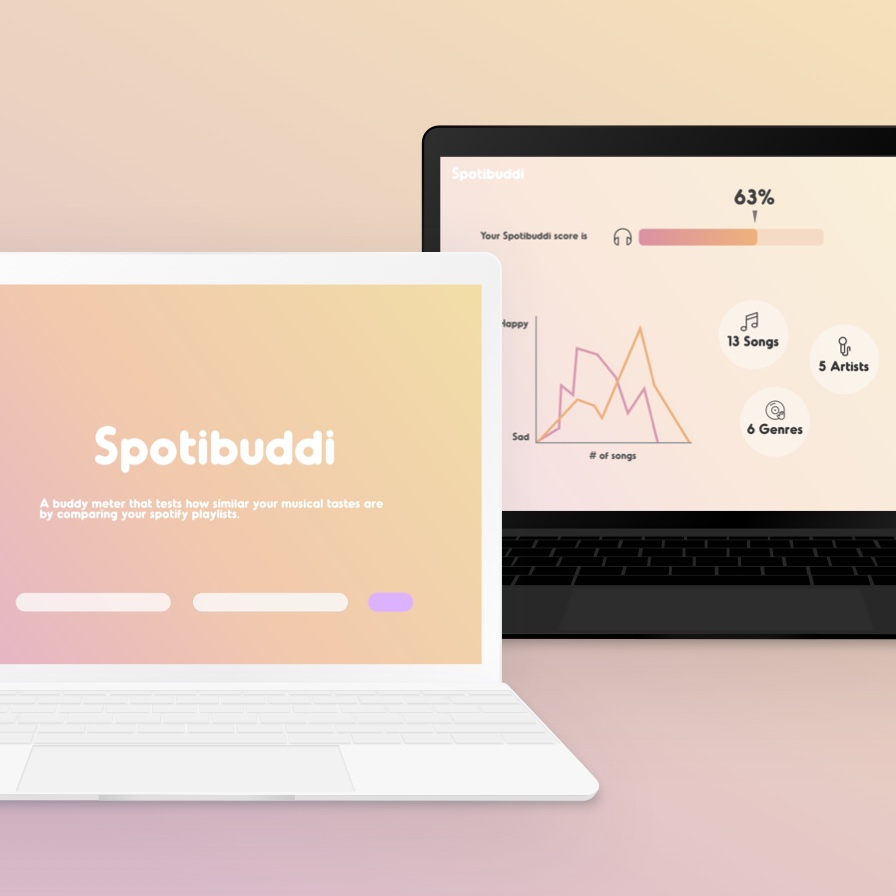 Spotibuddi
63%
Your Spotibuddi score is
Happy
13 Songs
5 Artists
6 Genres
Sad
# of songs
Spotibuddi
A buddy meter that tests how similar your musical tastes are
by comparing your spotify playlists.